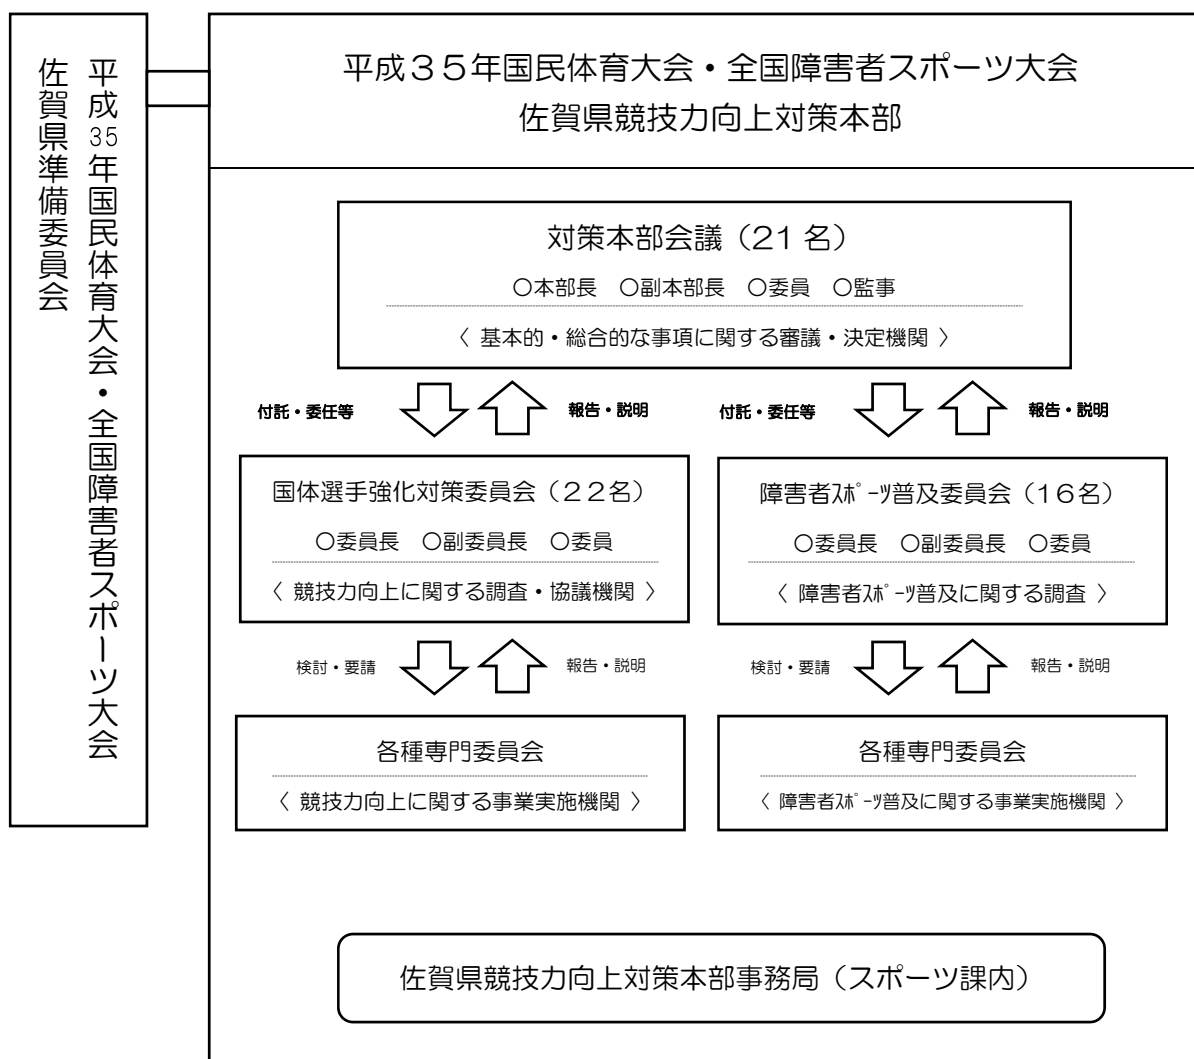 平成35年国民体育大会・全国障害者スポーツ大会
佐賀県準備委員会
平成３５年国民体育大会・全国障害者スポーツ大会
佐賀県競技力向上対策本部
対策本部会議（21名）
○本部長　○副本部長　○委員　○監事
〈 基本的・総合的な事項に関する審議・決定機関 〉
付託・委任等
報告・説明
付託・委任等
報告・説明
国体選手強化対策委員会（２２名）
○委員長　○副委員長　○委員
〈 競技力向上に関する調査・協議機関 〉
障害者ｽﾎﾟｰﾂ普及委員会（16名）
○委員長　○副委員長　○委員
〈 障害者ｽﾎﾟｰﾂ普及に関する調査 〉
検討・要請
報告・説明
検討・要請
報告・説明
各種専門委員会
〈 競技力向上に関する事業実施機関 〉
各種専門委員会
〈 障害者ｽﾎﾟｰﾂ普及に関する事業実施機関 〉
佐賀県競技力向上対策本部事務局（スポーツ課内）